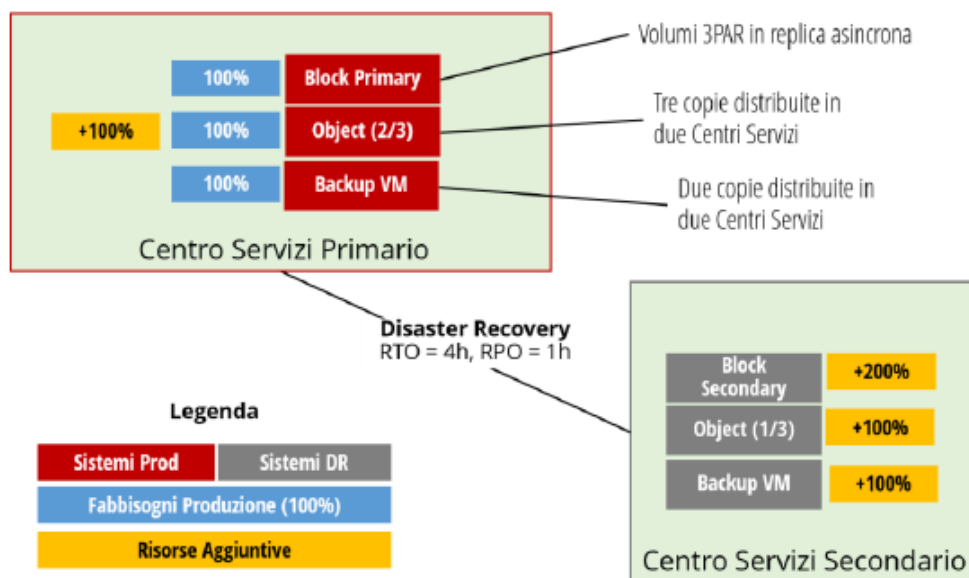 Volumi 3PAR in replica asincrona
100%
Block Primary
+100%
100%
Object (2/3)
Tre copie distribuite in
due Centri Servizi
100%
Backup VM
Due copie distribuite in
due Centri Servizi
Centro Servizi Primario
Disaster Recovery
RTO = 4h, RPO = 1h
Block
Secondary
+200%
Object (1/3)
+100%
Backup VM
+100%
Centro Servizi Secondario
Legenda
Sistemi Prod
Sistemi DR
Fabbisogni Produzione (100%)
Risorse Aggiuntive